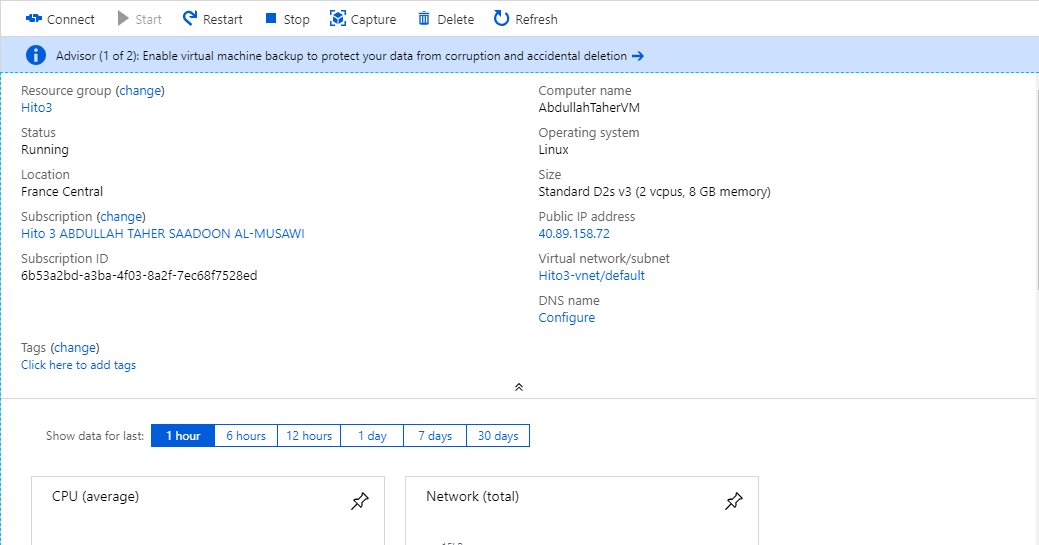 Connect Start Restart Stop Capture Delete Refresh
Advisor (1 of 2): Enable virtual machine backup to protect your data from corruption and accidental deletion
Resource group (change)
Hito3
Status
Running
Location
France Central
Subscription (change)
Hito 3 ABDULLAH TAHER SAADOON AL-MUSAWI
Subscription ID
6b53a2bd-a3ba-4f03-8a2f-7ec68f7528ed
Computer name
AbdullahTaherVM
Operating system
Linux
Size
Standard D2s v3 (2 vcpus, 8 GB memory)
Public IP address
40.89.158.72
Virtual network/subnet
Hito3-vnet/default
DNS name
Configure
Tags (change)
Click here to add tags
Show data for last: 1 hour 6 hours 12 hours 1 day 7 days 30 days
CPU (average)
Network (total)